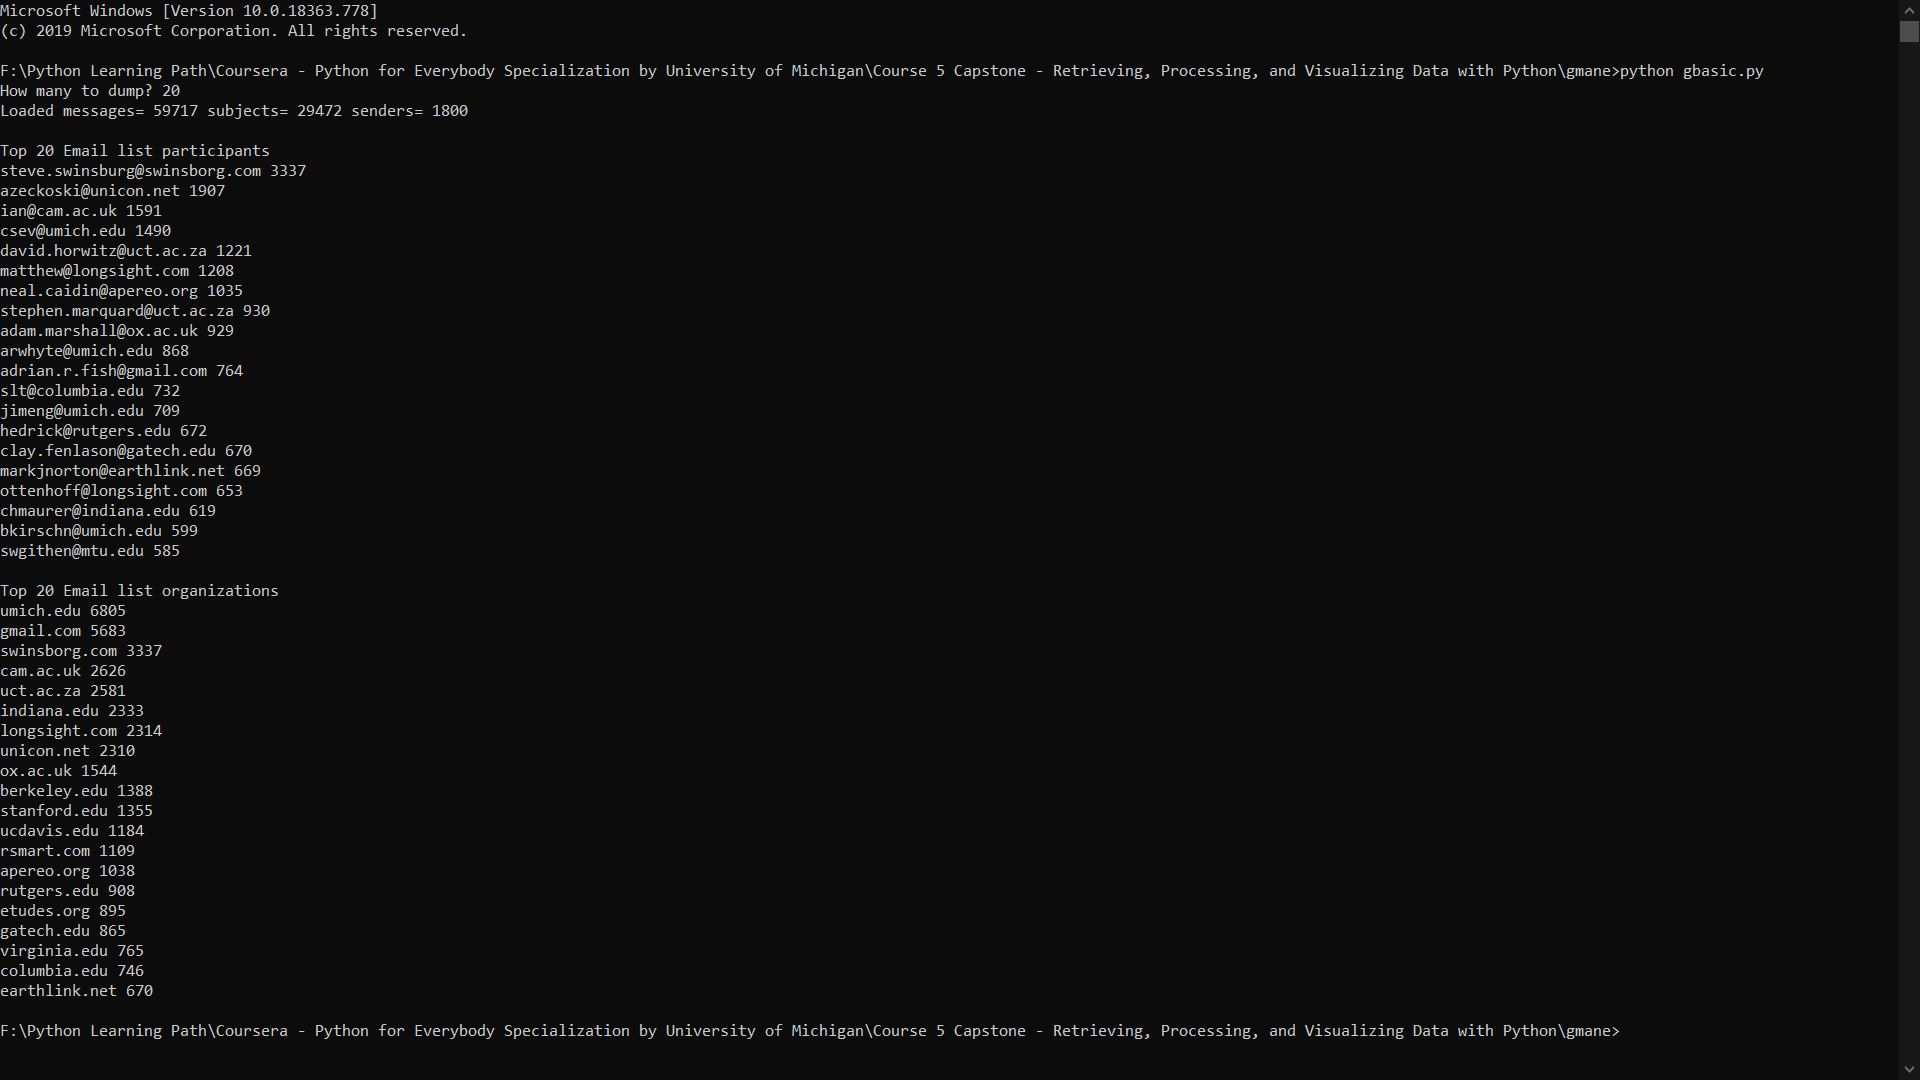 Microsoft Windows [Version 10.0.18363.778]
(c) 2019 Microsoft Corporation. All rights reserved.
F:\Python Learning Path\Coursera - Python for Everybody Specialization by University of Michigan\Course 5 Capstone - Retrieving, Processing, and Visualizing Data with Python\gmane>python gbasic.py
How many to dump? 20
Loaded messages= 59717 subjects= 29472 senders= 1800
Top 20 Email list participants
steve.swinsburg@swinsborg.com 3337
azeckoski@unicon.net 1907
ian@cam.ac.uk 1591
csev@umich.edu 1490
david.horwitz@uct.ac.za 1221
matthew@longsight.com 1208
neal.caidin@apereo.org 1035
stephen.marquard@uct.ac.za 930
adam.marshall@ox.ac.uk 929
arwhyte@umich.edu 868
adrian.r.fish@gmail.com 764
slt@columbia.edu 732
jimeng@umich.edu 709
hedrick@rutgers.edu 672
clay.fenlason@gatech.edu 670
markjnorton@earthlink.net 669
ottenhoff@longsight.com 653
chmaurer@indiana.edu 619
bkirschn@umich.edu 599
swgithen@mtu.edu 585
Top 20 Email list organizations
umich.edu 6805
gmail.com 5683
swinsborg.com 3337
cam.ac.uk 2626
uct.ac.za 2581
indiana.edu 2333
longsight.com 2314
unicon.net 2310
ox.ac.uk 1544
berkeley.edu 1388
stanford.edu 1355
ucdavis.edu 1184
rsmart.com 1109
apereo.org 1038
rutgers.edu 908
etudes.org 895
gatech.edu 865
virginia.edu 765
columbia.edu 746
earthlink.net 670
F:\Python Learning Path\Coursera - Python for Everybody Specialization by University of Michigan\Course 5 Capstone - Retrieving, Processing, and Visualizing Data with Python\gmane>